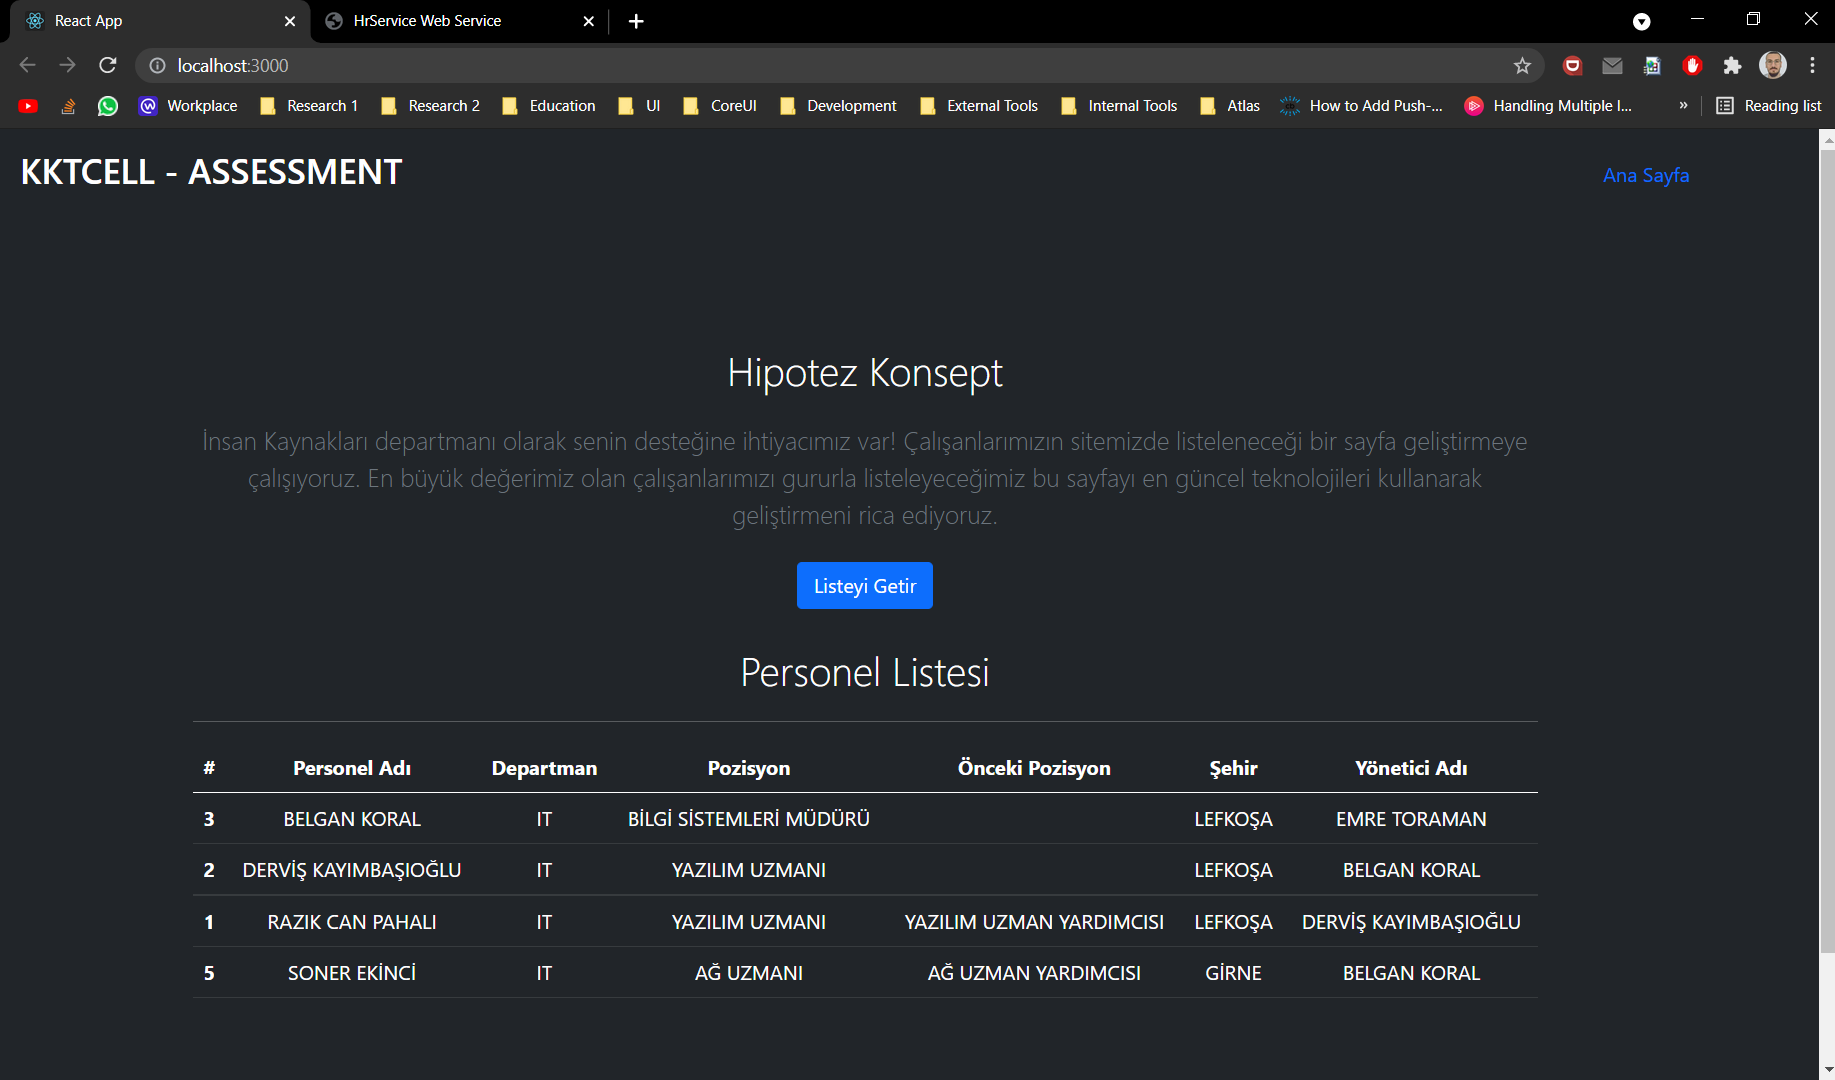 React App
HrService Web Service
localhost:3000
Workplace Research 1 Research 2 Education UI CoreUI Development External Tools Internal Tools Atlas How to Add Push-... Handling Multiple I... » Reading list
KKTCELL - ASSESSMENT
Ana Sayfa
Hipotez Konsept
İnsan Kaynakları departmanı olarak senin desteğine ihtiyacımız var! Çalışanlarımızın sitemizde listeleneceği bir sayfa geliştirmeye
çalışıyoruz. En büyük değerimiz olan çalışanlarımızı gururla listeleyeceğimiz bu sayfayı en güncel teknolojileri kullanarak
geliştirmeni rica ediyoruz.
Listeyi Getir
Personel Listesi
# Personel Adı Departman Pozisyon Önceki Pozisyon Şehir Yönetici Adı
3 BELGAN KORAL IT BİLGİ SİSTEMLERİ MÜDÜRÜ LEFKOŞA EMRE TORAMAN
2 DERVİŞ KAYIMBAŞIOĞLU IT YAZILIM UZMANI LEFKOŞA BELGAN KORAL
1 RAZIK CAN PAHALI IT YAZILIM UZMANI YAZILIM UZMAN YARDIMCISI LEFKOŞA DERVİŞ KAYIMBAŞIOĞLU
5 SONER EKİNCİ IT AĞ UZMANI AĞ UZMAN YARDIMCISI GİRNE BELGAN KORAL